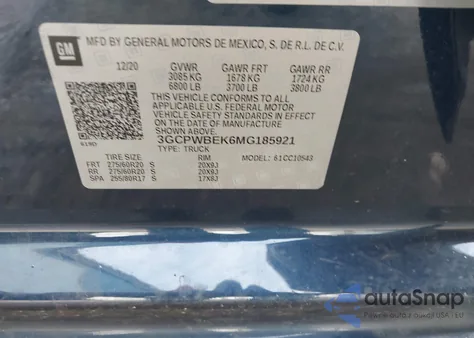 GM
MFD BY GENERAL MOTORS DE MEXICO, S. DE R.L. DE C.V.
12/20 GVWR GAWR FRT GAWR RR
3085 KG 1678 KG 1724 KG
6800 LB 3700 LB 3800 LB
THIS VEHICLE CONFORMS TO ALL
APPLICABLE U.S. FEDERAL MOTOR
VEHICLE SAFETY STANDARDS IN EFFECT ON
THE DATE OF MANUFACTURE SHOWN ABOVE.
3GCPWBEK6MG185921
TYPE: TRUCK
MODEL: 61CC10543
TIRE SIZE RIM
FRT 275/60R20 S 20X9J
RR 275/60R20 S 20X9J
SPA 255/80R17 S 17X8J
autaSnap